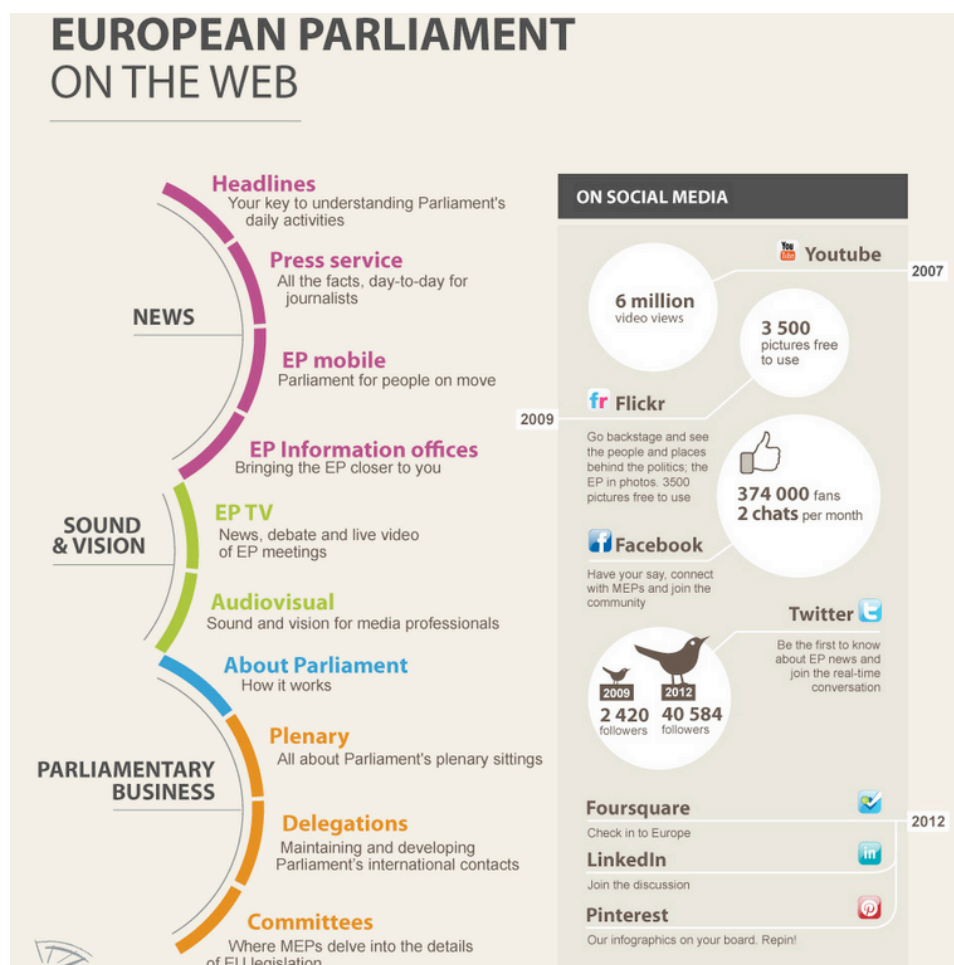 EUROPEAN PARLIAMENT
ON THE WEB
NEWS
Headlines
Your key to understanding Parliament's
daily activities
Press service
All the facts, day-to-day for
journalists
EP mobile
Parliament for people on move
EP Information offices
Bringing the EP closer to you
SOUND
& VISION
EP TV
News, debate and live video
of EP meetings
Audiovisual
Sound and vision for media professionals
PARLIAMENTARY
BUSINESS
About Parliament
How it works
Plenary
All about Parliament's plenary sittings
Delegations
Maintaining and developing
Parliament's international contacts
Committees
Where MEPs delve into the details
of EU legislation
ON SOCIAL MEDIA
You
Tube
Youtube
2007
6 million
video views
3 500
pictures free
to use
fr Flickr
2009
Go backstage and see
the people and places
behind the politics; the
EP in photos. 3500
pictures free to use
374 000 fans
2 chats per month
f Facebook
Have your say, connect
with MEPs and join the
community
Twitter t
Be the first to know
about EP news and
join the real-time
conversation
2009
2 420
followers
2012
40 584
followers
Foursquare
2012
Check in to Europe
LinkedIn in
Join the discussion
Pinterest
Our infographics on your board. Repin!